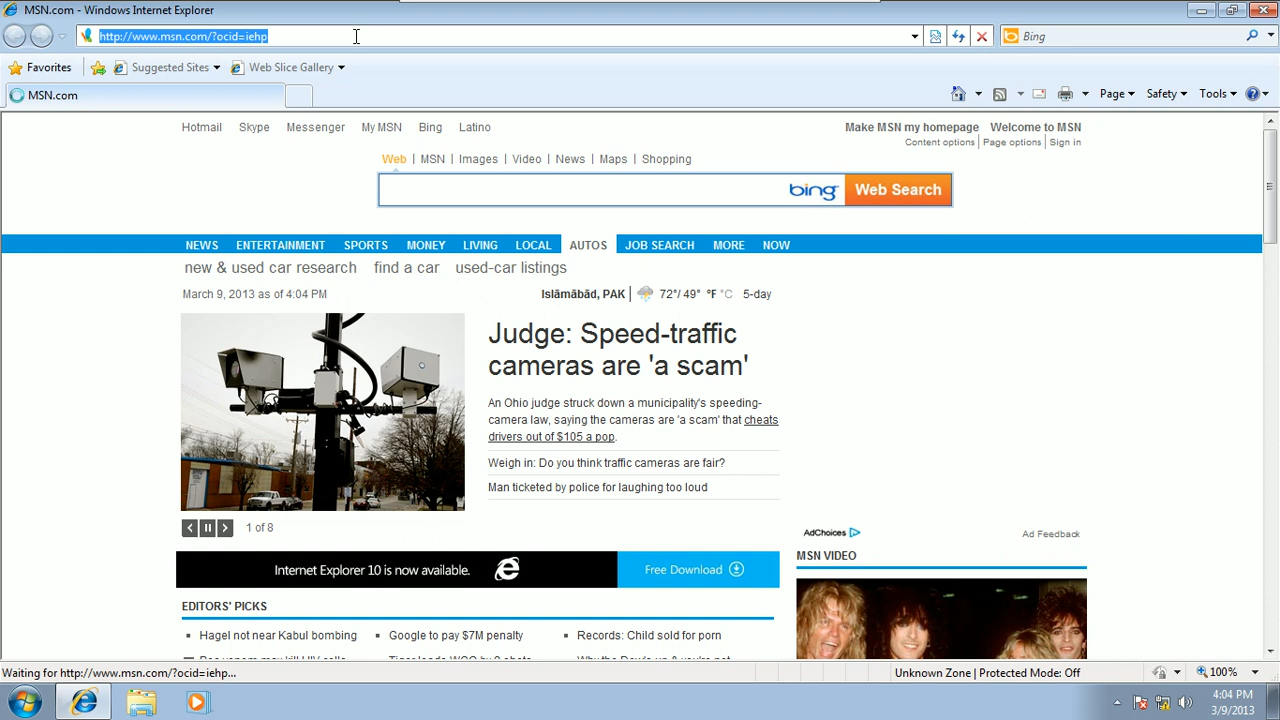 MSN.com - Windows Internet Explorer
http://www.msn.com/?ocid=iehp
Bing
Favorites
Suggested Sites
Web Slice Gallery
MSN.com
Page
Safety
Tools
Hotmail Skype Messenger My MSN Bing Latino
Make MSN my homepage Welcome to MSN
Content options | Page options | Sign in
Web | MSN | Images | Video | News | Maps | Shopping
bing Web Search
NEWS ENTERTAINMENT SPORTS MONEY LIVING LOCAL AUTOS JOB SEARCH MORE NOW
new & used car research find a car used-car listings
March 9, 2013 as of 4:04 PM
Islāmābād, PAK | 72°/ 49° °F °C 5-day
Judge: Speed-traffic
cameras are 'a scam'
An Ohio judge struck down a municipality's speeding-
camera law, saying the cameras are 'a scam' that cheats
drivers out of $105 a pop.
Weigh in: Do you think traffic cameras are fair?
Man ticketed by police for laughing too loud
1 of 8
AdChoices
Ad Feedback
MSN VIDEO
Internet Explorer 10 is now available.
Free Download
EDITORS' PICKS
Hagel not near Kabul bombing
Google to pay $7M penalty
Records: Child sold for porn
Waiting for http://www.msn.com/?ocid=iehp...
Unknown Zone | Protected Mode: Off
100%
4:04 PM
3/9/2013